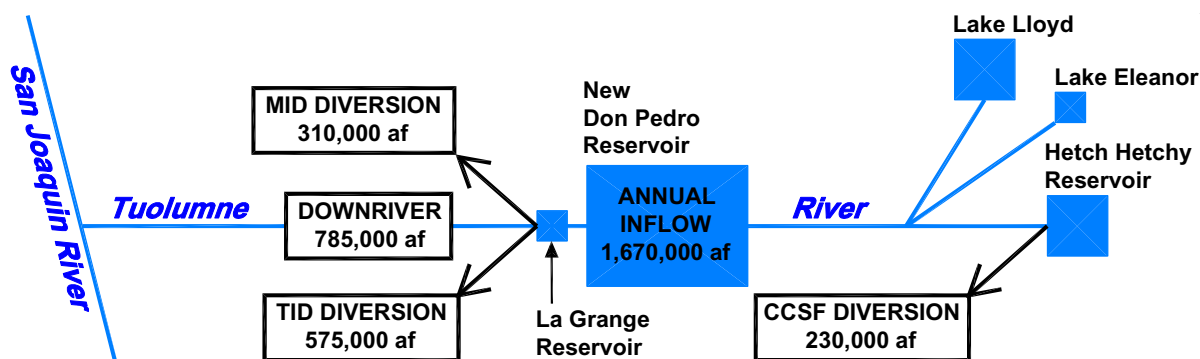 San Joaquin River
Tuolumne
MID DIVERSION
310,000 af
DOWNRIVER
785,000 af
TID DIVERSION
575,000 af
La Grange
Reservoir
New
Don Pedro
Reservoir
ANNUAL
INFLOW
1,670,000 af
River
Lake Lloyd
Lake Eleanor
Hetch Hetchy
Reservoir
CCSF DIVERSION
230,000 af